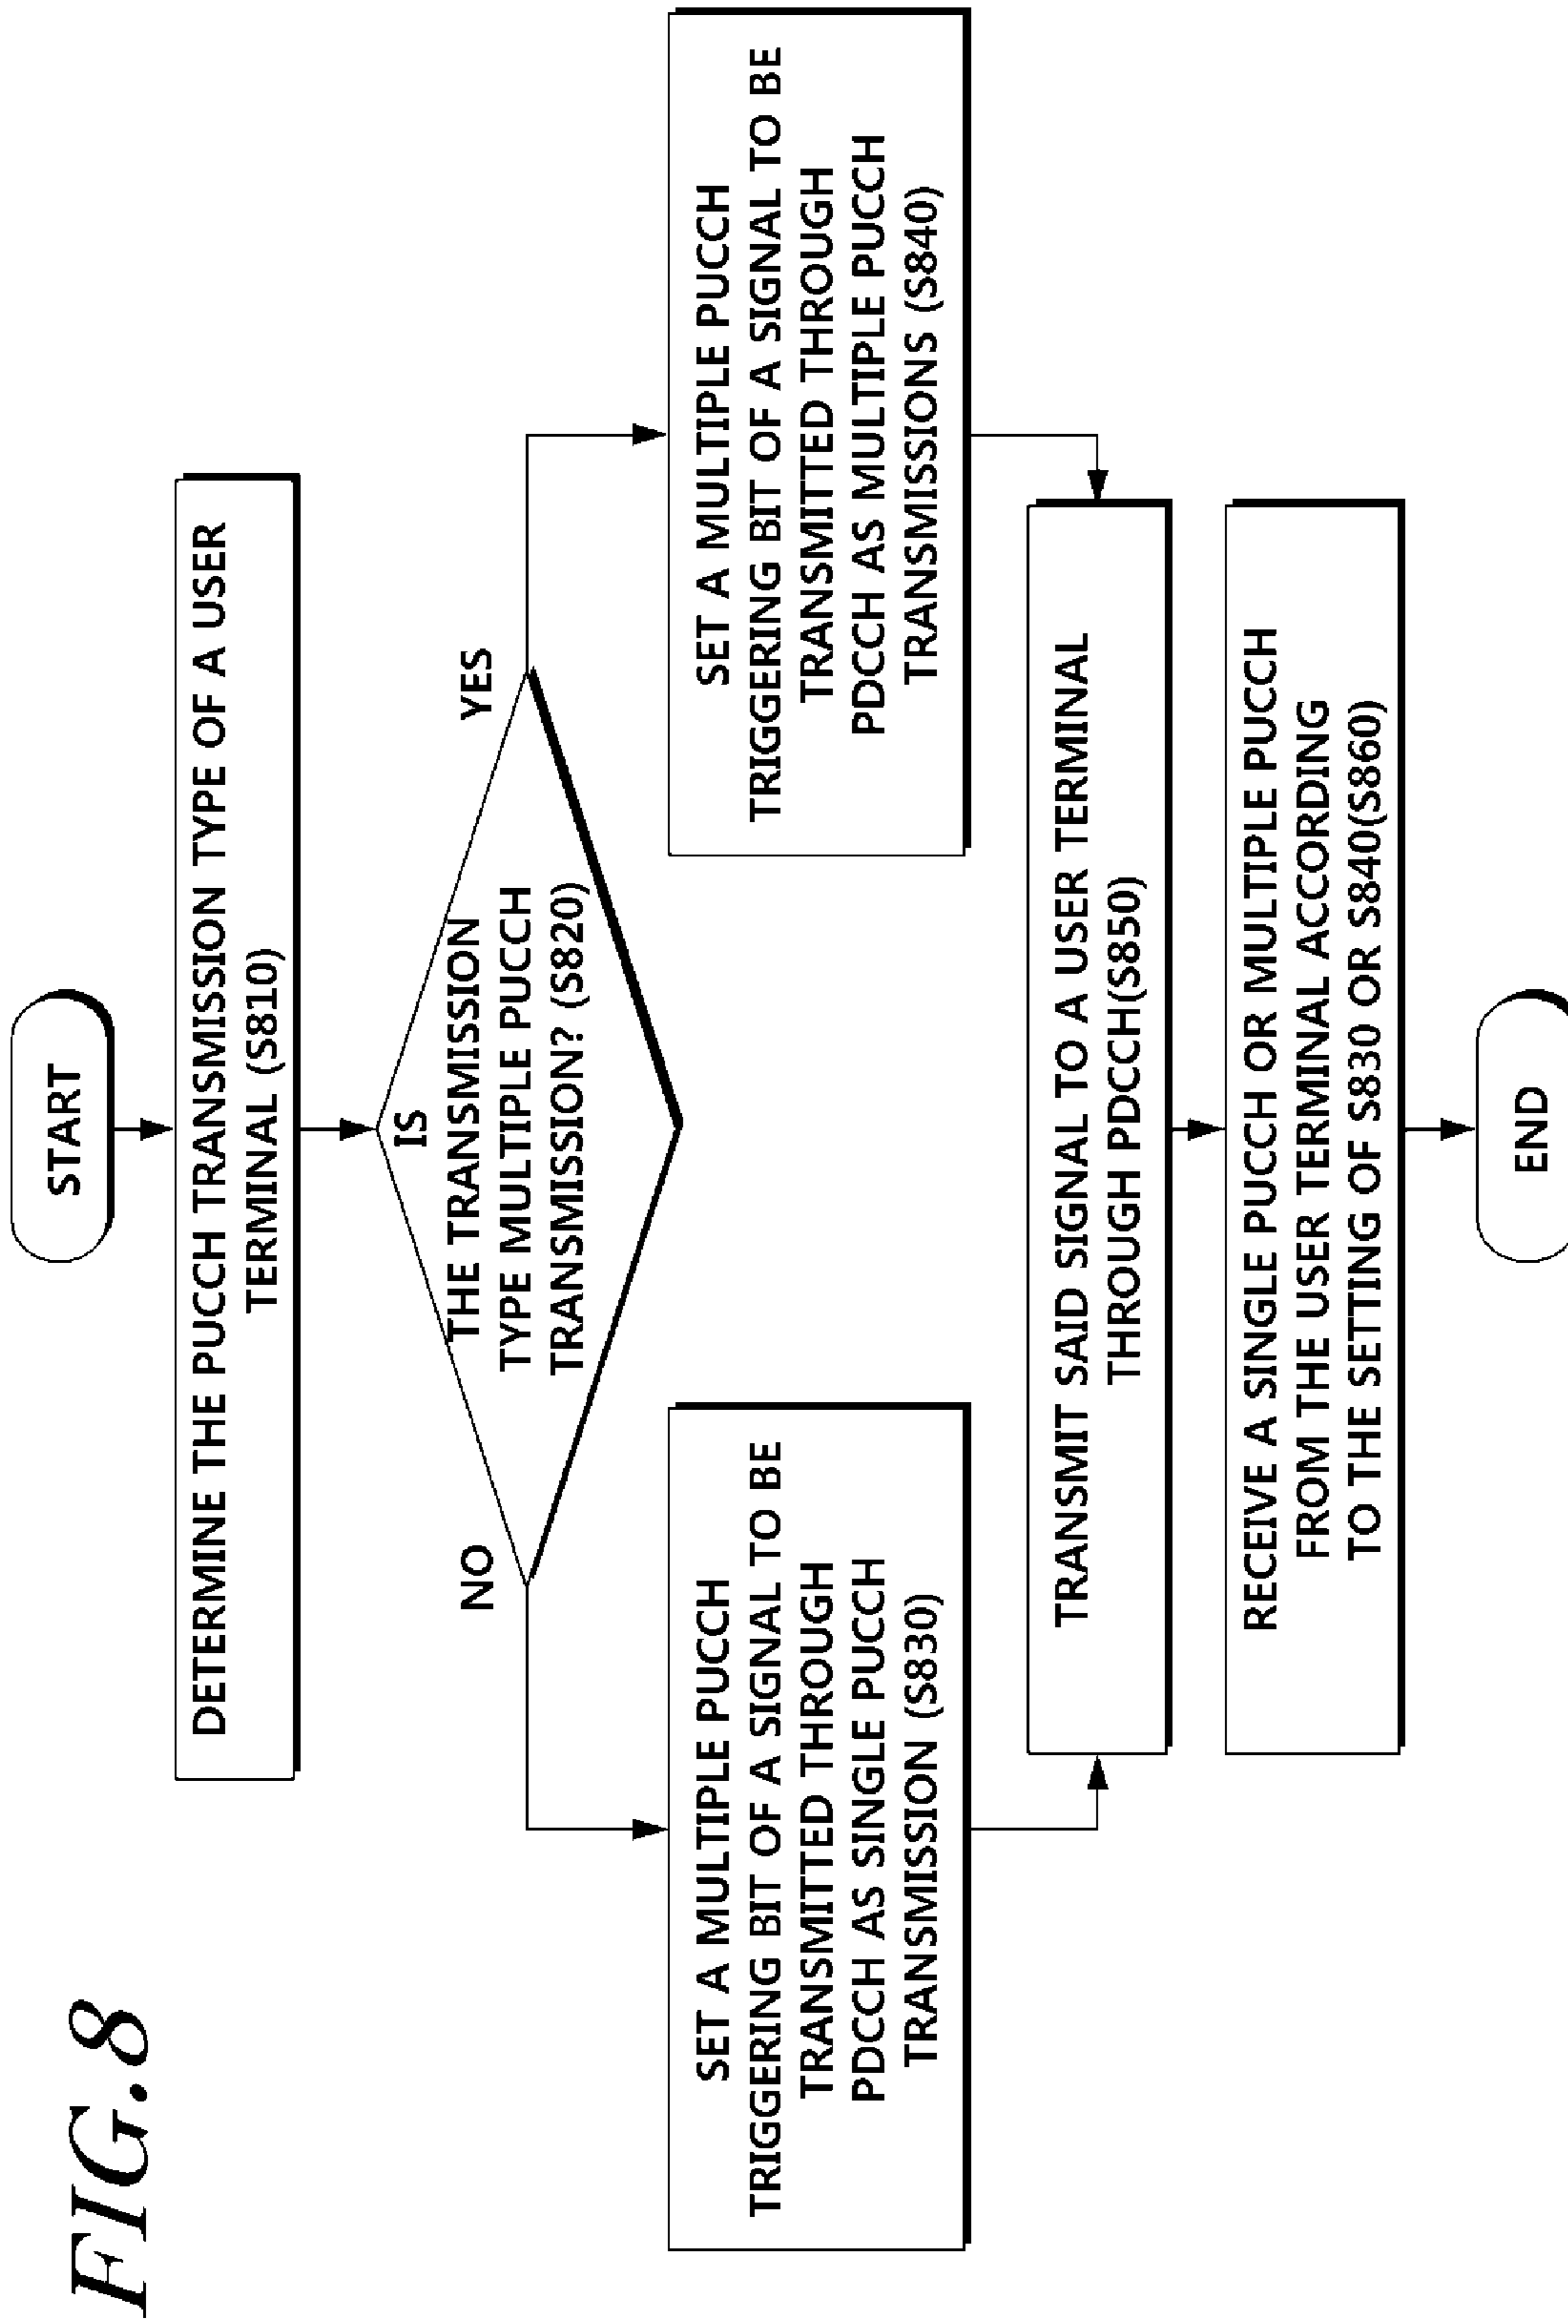 FIG.8
START
DETERMINE THE PUCCH TRANSMISSION TYPE OF A USER
TERMINAL (S810)
IS
THE TRANSMISSION
TYPE MULTIPLE PUCCH
TRANSMISSION? (S820)
NO
YES
SET A MULTIPLE PUCCH
TRIGGERING BIT OF A SIGNAL TO BE
TRANSMITTED THROUGH
PDCCH AS SINGLE PUCCH
TRANSMISSION (S830)
SET A MULTIPLE PUCCH
TRIGGERING BIT OF A SIGNAL TO BE
TRANSMITTED THROUGH
PDCCH AS MULTIPLE PUCCH
TRANSMISSIONS (S840)
TRANSMIT SAID SIGNAL TO A USER TERMINAL
THROUGH PDCCH(S850)
RECEIVE A SINGLE PUCCH OR MULTIPLE PUCCH
FROM THE USER TERMINAL ACCORDING
TO THE SETTING OF S830 OR S840(S860)
END